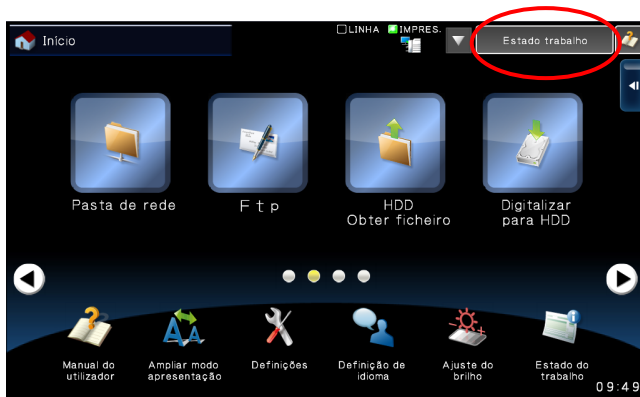 Início
LINHA IMPRES.
Estado trabalho
Pasta de rede
Ftp
HDD
Obter ficheiro
Digitalizar
para HDD
Manual do
utilizador
Ampliar modo
apresentação
Definições
Definição de
idioma
Ajuste do
brilho
Estado do
trabalho
09:49